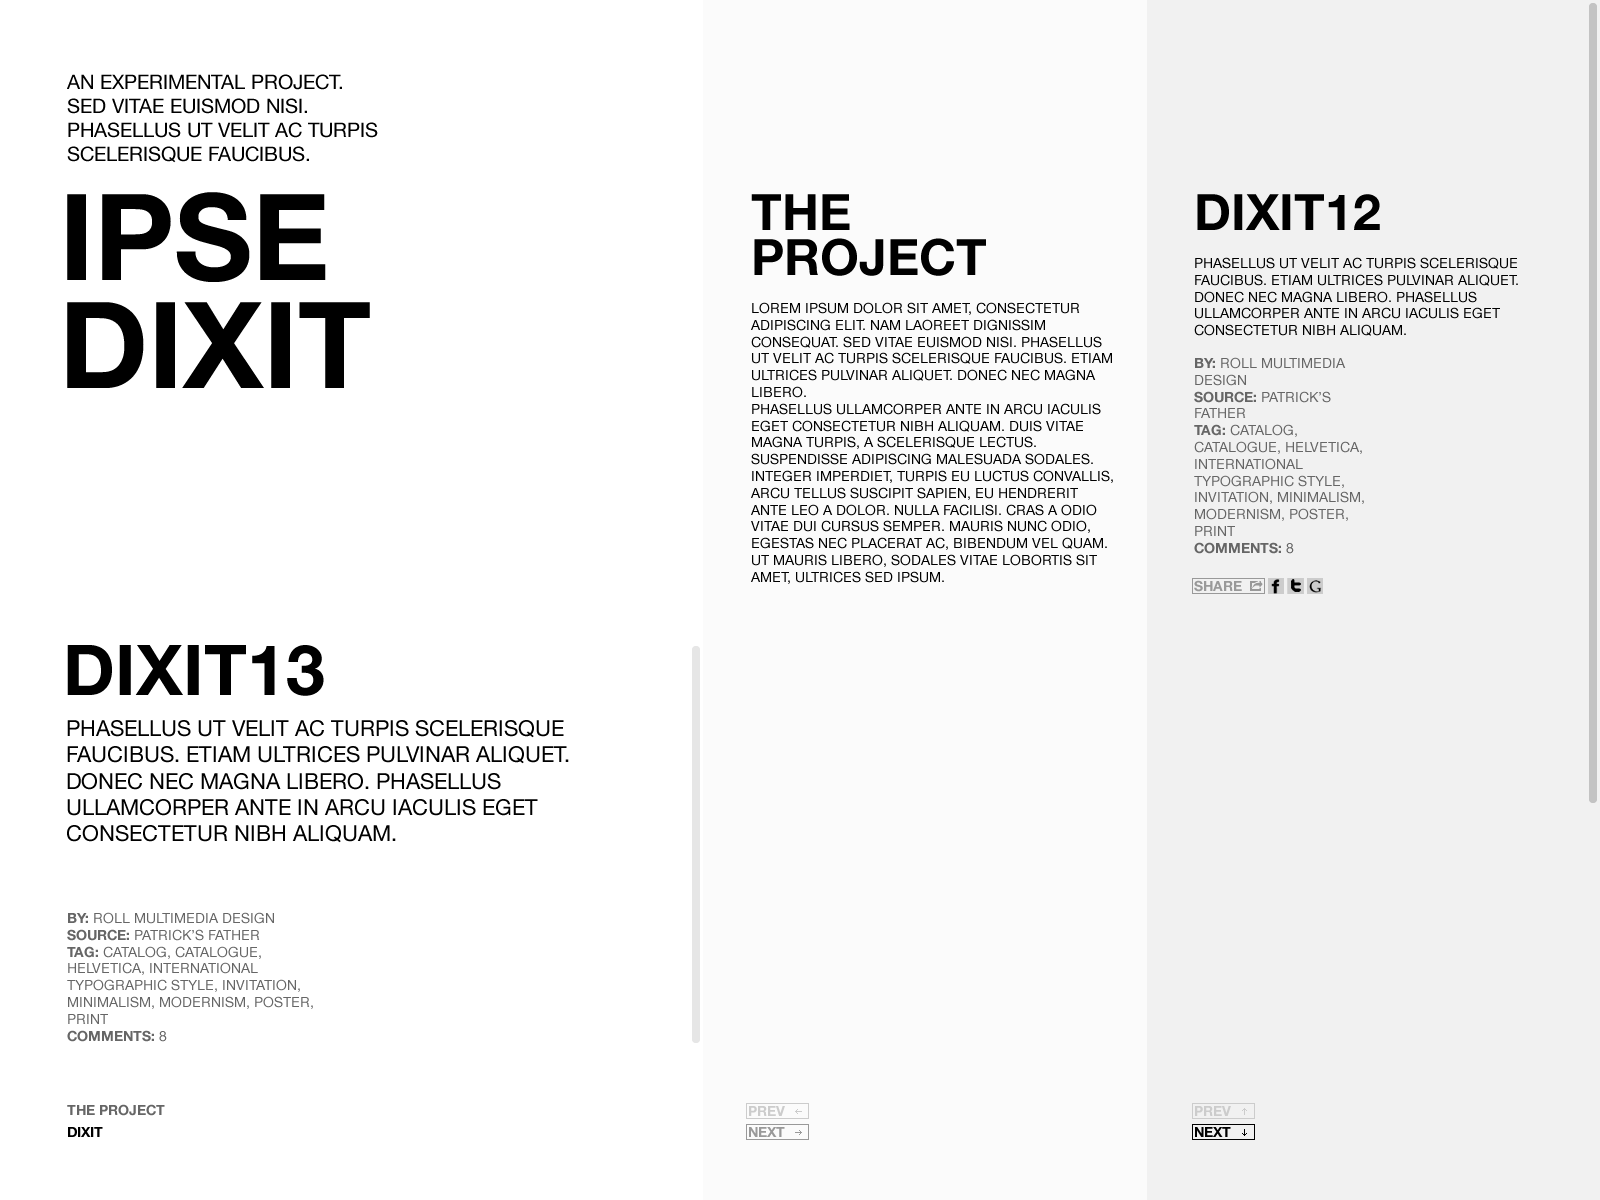 AN EXPERIMENTAL PROJECT.
SED VITAE EUISMOD NISI.
PHASELLUS UT VELIT AC TURPIS
SCELERISQUE FAUCIBUS.
IPSE
DIXIT
DIXIT13
PHASELLUS UT VELIT AC TURPIS SCELERISQUE
FAUCIBUS. ETIAM ULTRICES PULVINAR ALIQUET.
DONEC NEC MAGNA LIBERO. PHASELLUS
ULLAMCORPER ANTE IN ARCU IACULIS EGET
CONSECTETUR NIBH ALIQUAM.
BY: ROLL MULTIMEDIA DESIGN
SOURCE: PATRICK'S FATHER
TAG: CATALOG, CATALOGUE,
HELVETICA, INTERNATIONAL
TYPOGRAPHIC STYLE, INVITATION,
MINIMALISM, MODERNISM, POSTER,
PRINT
COMMENTS: 8
THE PROJECT
DIXIT
THE
PROJECT
LOREM IPSUM DOLOR SIT AMET, CONSECTETUR
ADIPISCING ELIT. NAM LAOREET DIGNISSIM
CONSEQUAT. SED VITAE EUISMOD NISI. PHASELLUS
UT VELIT AC TURPIS SCELERISQUE FAUCIBUS. ETIAM
ULTRICES PULVINAR ALIQUET. DONEC NEC MAGNA
LIBERO.
PHASELLUS ULLAMCORPER ANTE IN ARCU IACULIS
EGET CONSECTETUR NIBH ALIQUAM. DUIS VITAE
MAGNA TURPIS, A SCELERISQUE LECTUS.
SUSPENDISSE ADIPISCING MALESUADA SODALES.
INTEGER IMPERDIET, TURPIS EU LUCTUS CONVALLIS,
ARCU TELLUS SUSCIPIT SAPIEN, EU HENDRERIT
ANTE LEO A DOLOR. NULLA FACILISI. CRAS A ODIO
VITAE DUI CURSUS SEMPER. MAURIS NUNC ODIO,
EGESTAS NEC PLACERAT AC, BIBENDUM VEL QUAM.
UT MAURIS LIBERO, SODALES VITAE LOBORTIS SIT
AMET, ULTRICES SED IPSUM.
PREV ←
NEXT →
DIXIT12
PHASELLUS UT VELIT AC TURPIS SCELERISQUE
FAUCIBUS. ETIAM ULTRICES PULVINAR ALIQUET.
DONEC NEC MAGNA LIBERO. PHASELLUS
ULLAMCORPER ANTE IN ARCU IACULIS EGET
CONSECTETUR NIBH ALIQUAM.
BY: ROLL MULTIMEDIA
DESIGN
SOURCE: PATRICK'S
FATHER
TAG: CATALOG,
CATALOGUE, HELVETICA,
INTERNATIONAL
TYPOGRAPHIC STYLE,
INVITATION, MINIMALISM,
MODERNISM, POSTER,
PRINT
COMMENTS: 8
SHARE f t G
PREV ↑
NEXT ↓